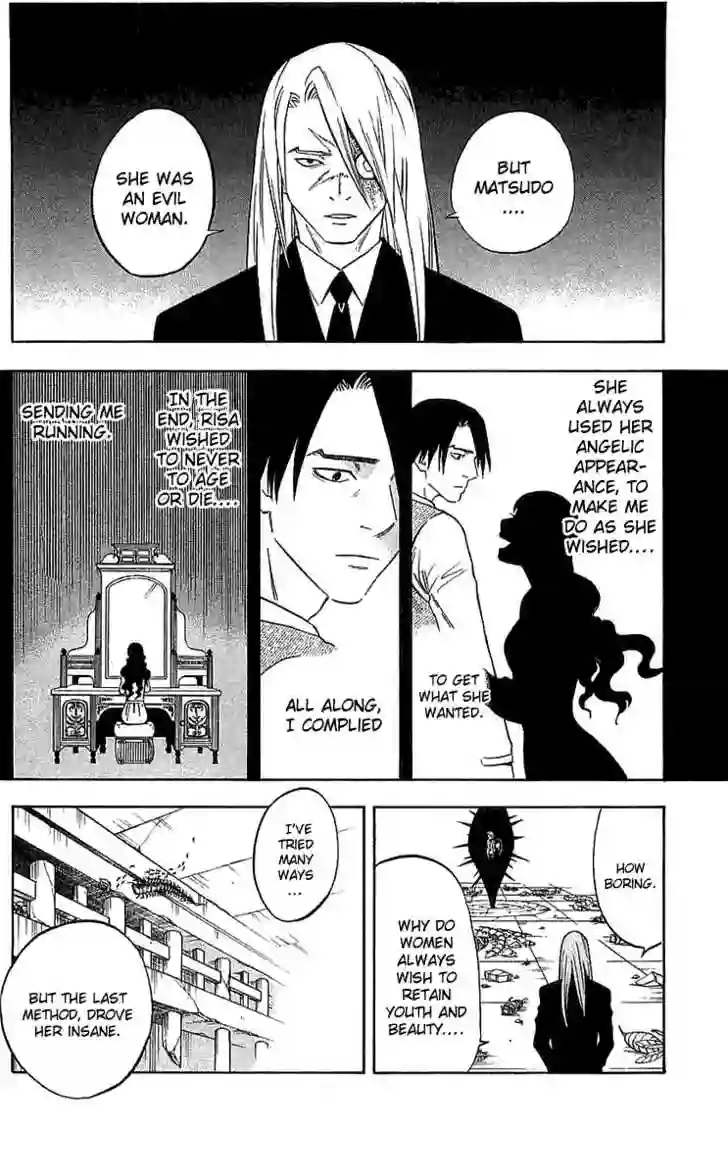 BUT
MATSUDO
....
SHE WAS
AN EVIL
WOMAN.
SHE
ALWAYS
USED HER
ANGELIC
APPEAR-
ANCE, TO
MAKE ME
DO AS SHE
WISHED....
TO GET
WHAT SHE
WANTED.
ALL ALONG,
I COMPLIED
IN THE
END, RISA
WISHED
TO NEVER
TO AGE
OR DIE....
SENDING ME
RUNNING.
HOW
BORING.
WHY DO
WOMEN
ALWAYS
WISH TO
RETAIN
YOUTH AND
BEAUTY....
I'VE
TRIED
MANY
WAYS
...
BUT THE LAST
METHOD, DROVE
HER INSANE.